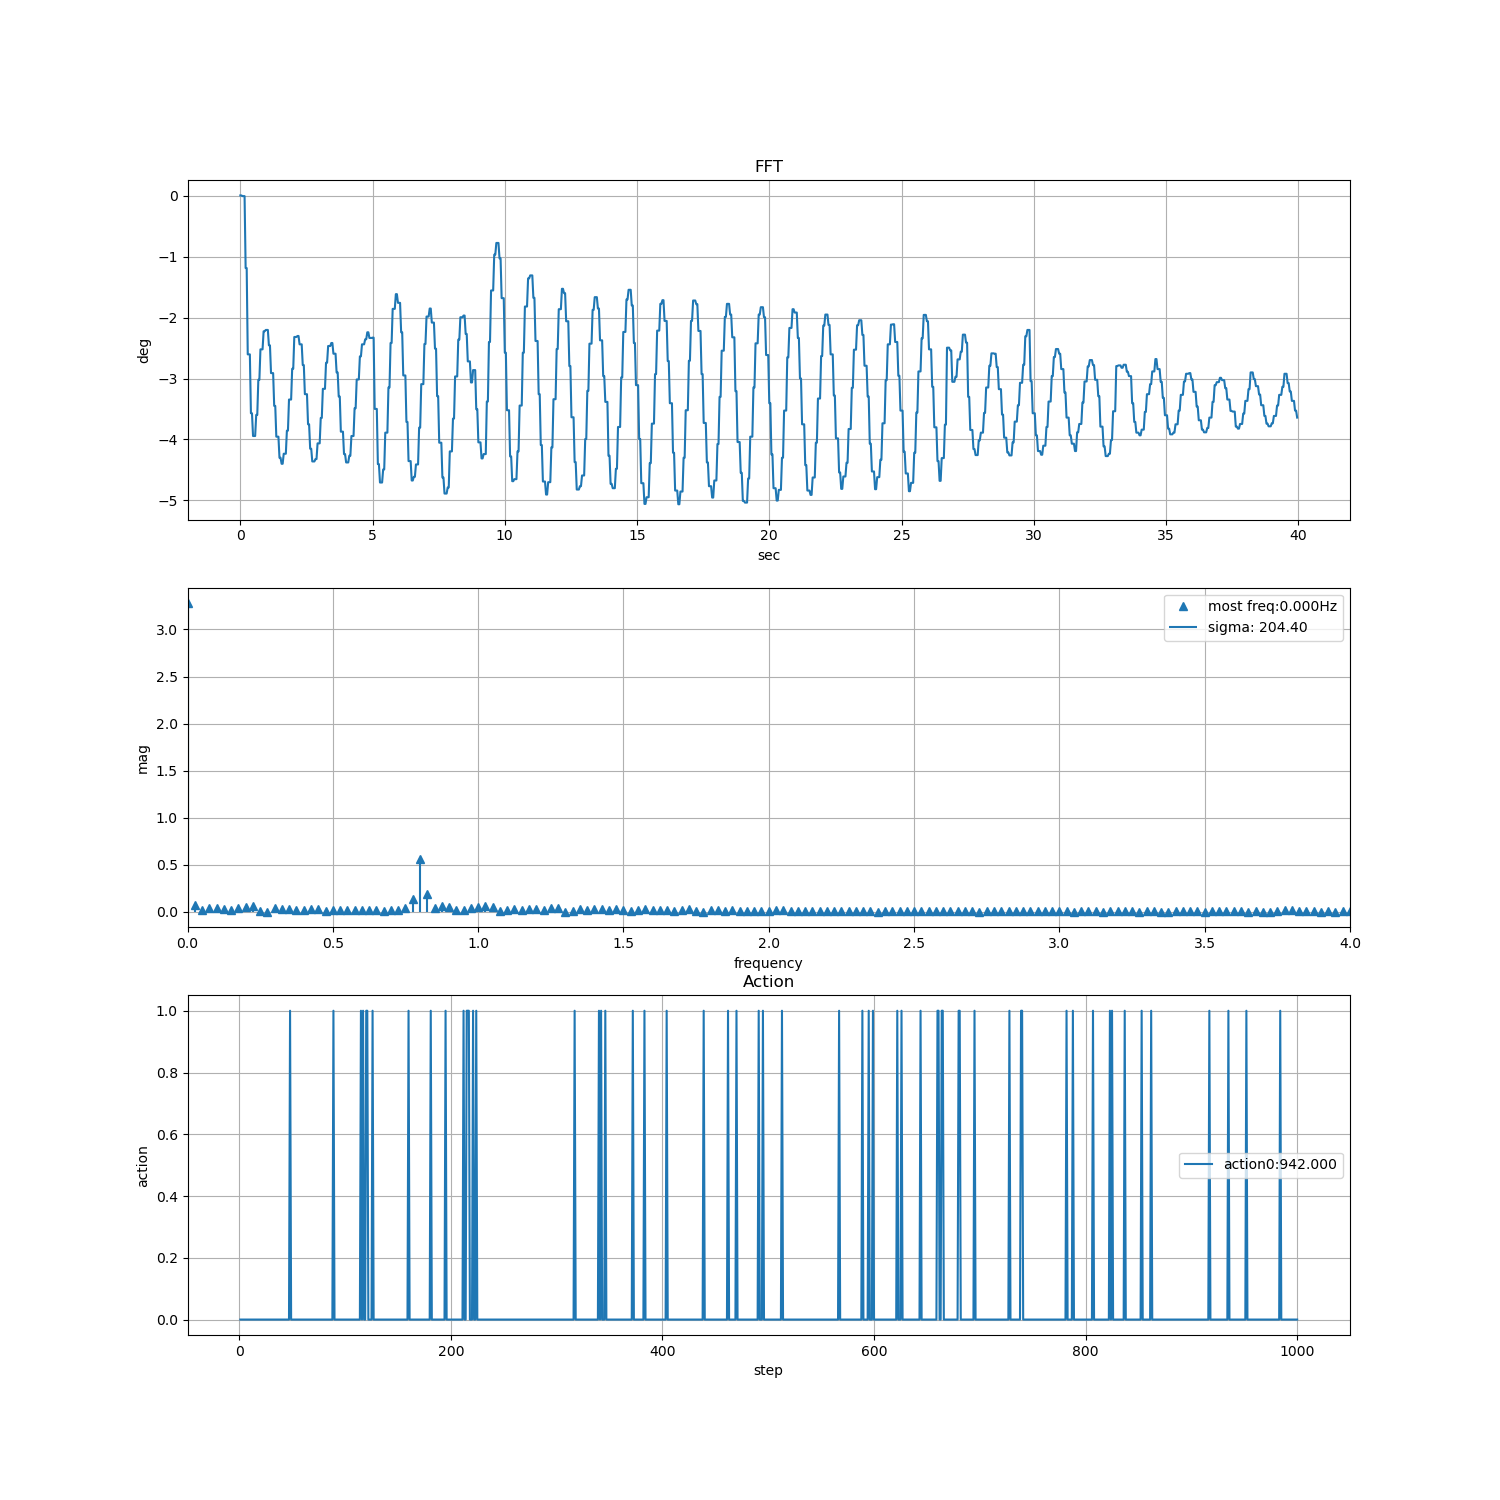 FFT
0
−1
−2
−3
−4
−5
deg
0 5 10 15 20 25 30 35 40
sec
most freq:0.000Hz
sigma: 204.40
3.0
2.5
2.0
1.5
1.0
0.5
0.0
mag
0.0 0.5 1.0 1.5 2.0 2.5 3.0 3.5 4.0
frequency
Action
1.0
0.8
0.6
0.4
0.2
0.0
action
action0:942.000
0 200 400 600 800 1000
step